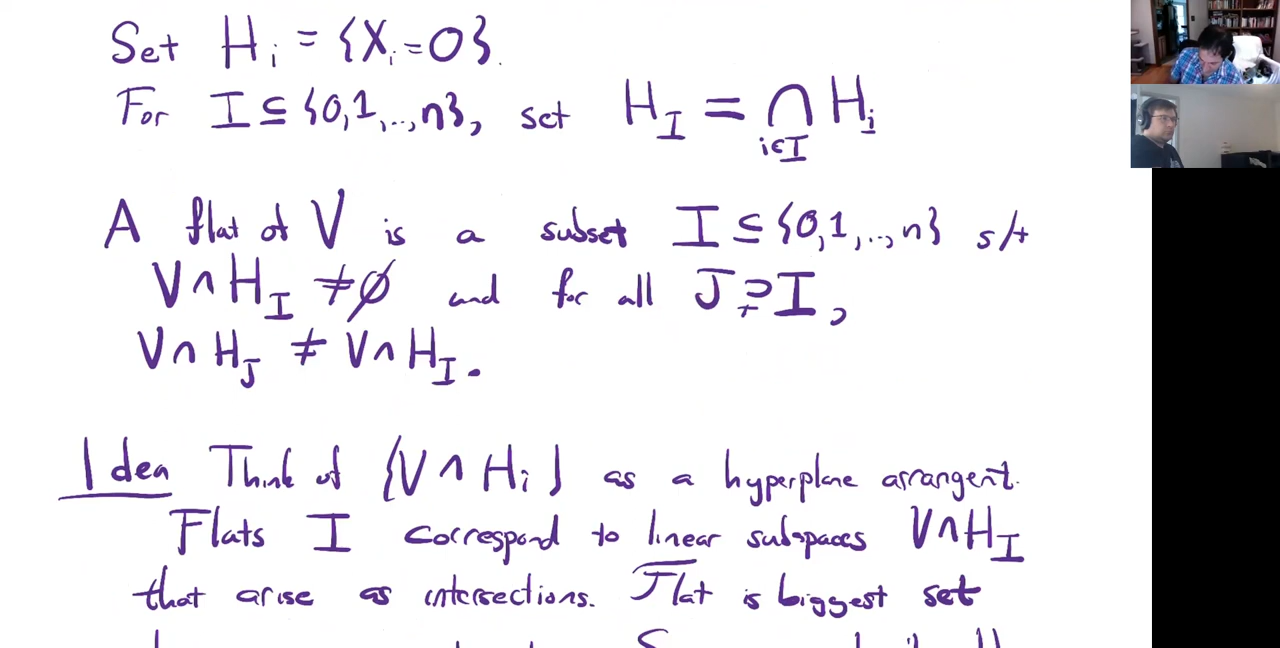 Set H_i = {X_i = 0}.
For I ⊆ {0,1,..,n}, set H_I = ∩_{i∈I} H_i
A flat of V is a subset I ⊆ {0,1,..,n} s/t
V ∩ H_I ≠ ∅ and for all J ⊋ I,
V ∩ H_J ≠ V ∩ H_I.
Idea Think of {V ∩ H_i} as a hyperplane arrangent.
Flats I correspond to linear subspaces V ∩ H_I
that arise as intersections. Flat is biggest set